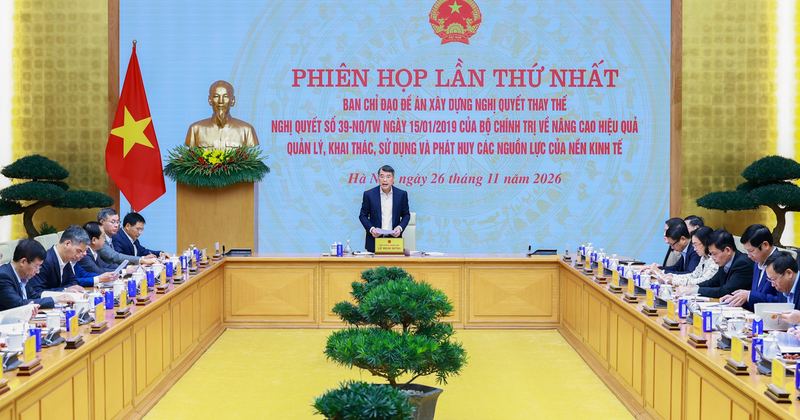 PHIÊN HỌP LẦN THỨ NHẤT
BAN CHỈ ĐẠO ĐỀ ÁN XÂY DỰNG NGHỊ QUYẾT THAY THẾ
NGHỊ QUYẾT SỐ 39-NQ/TW NGÀY 15/01/2019 CỦA BỘ CHÍNH TRỊ VỀ NÂNG CAO HIỆU QUẢ
QUẢN LÝ, KHAI THÁC, SỬ DỤNG VÀ PHÁT HUY CÁC NGUỒN LỰC CỦA NỀN KINH TẾ
ngày 26 tháng 11 năm 2026